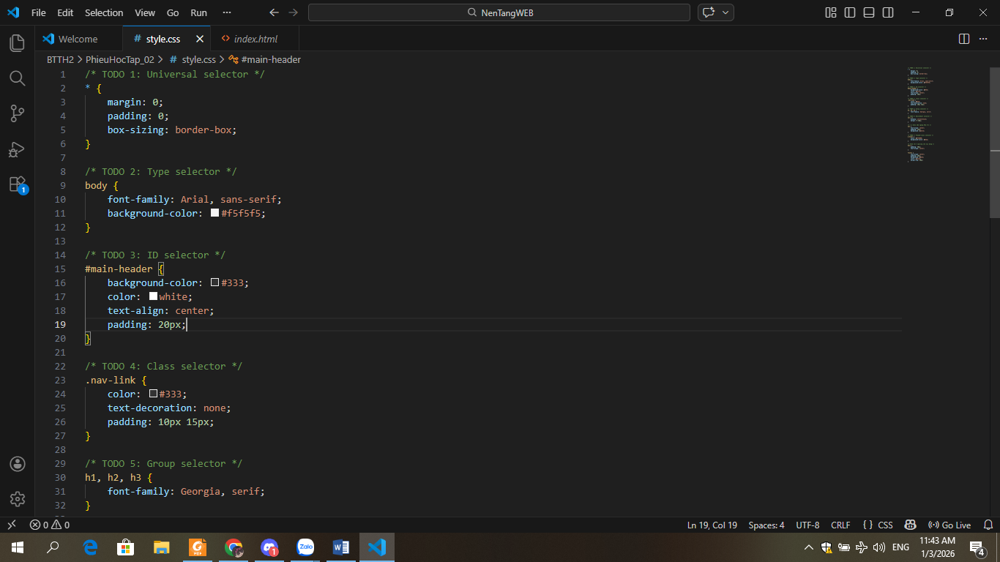 File Edit Selection View Go Run ··· NenTangWEB
Welcome # style.css <> index.html
BTTH2 > PhieuHocTap_02 > # style.css > #main-header
1 /* TODO 1: Universal selector */
2 * {
3 margin: 0;
4 padding: 0;
5 box-sizing: border-box;
6 }
7
8 /* TODO 2: Type selector */
9 body {
10 font-family: Arial, sans-serif;
11 background-color: #f5f5f5;
12 }
13
14 /* TODO 3: ID selector */
15 #main-header {
16 background-color: #333;
17 color: white;
18 text-align: center;
19 padding: 20px;
20 }
21
22 /* TODO 4: Class selector */
23 .nav-link {
24 color: #333;
25 text-decoration: none;
26 padding: 10px 15px;
27 }
28
29 /* TODO 5: Group selector */
30 h1, h2, h3 {
31 font-family: Georgia, serif;
32 }
1
0 0 Ln 19, Col 19 Spaces: 4 UTF-8 CRLF { } CSS Go Live
PDF 1 Zalo ENG 11:43 AM
1/3/2026 4